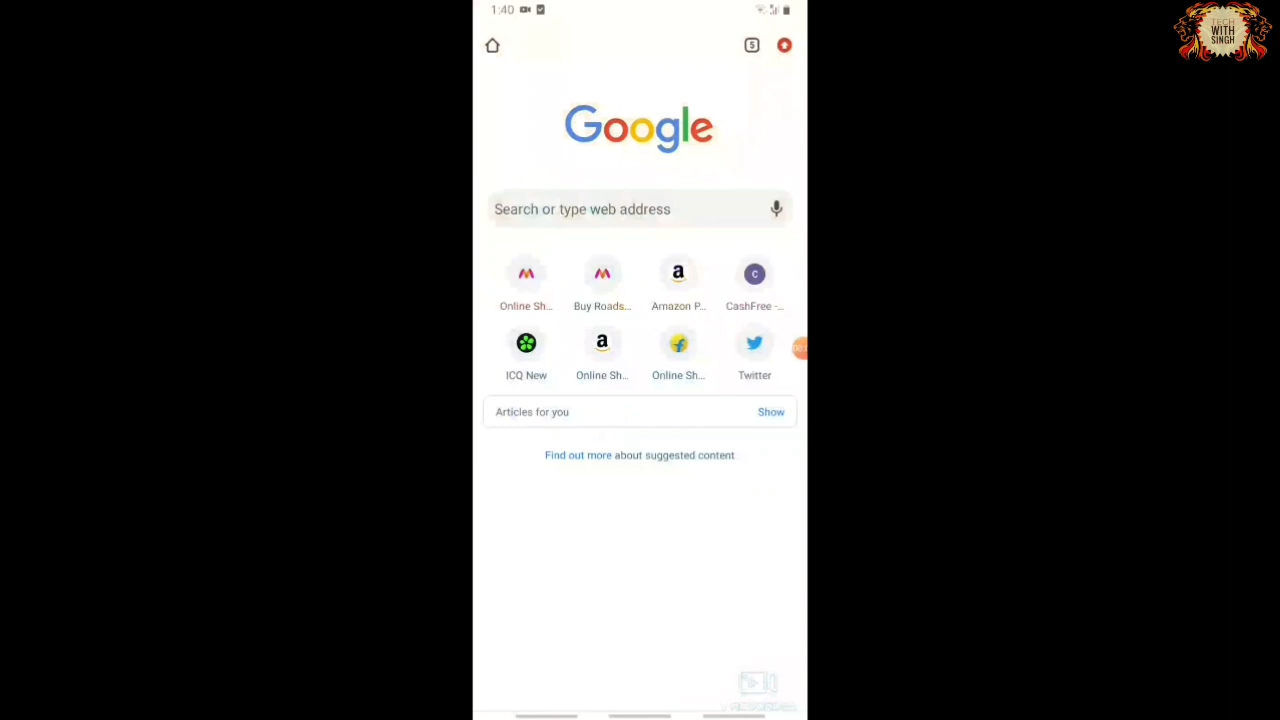 1:40
TECH
WITH
SINGH
5
Google
Search or type web address
Online Sh...
Buy Roads...
Amazon P...
C
CashFree -...
ICQ New
Online Sh...
Online Sh...
Twitter
Articles for you
Show
Find out more about suggested content